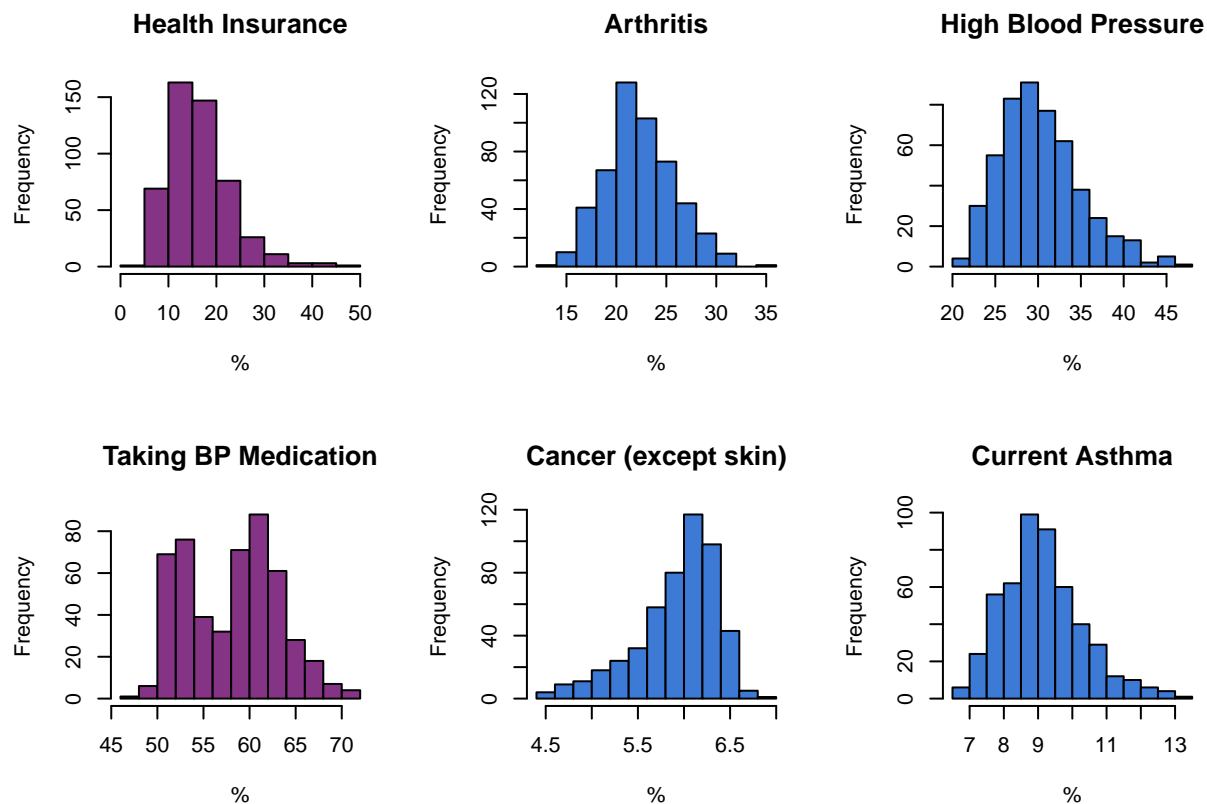 Health Insurance
Frequency
0 50 100 150
0 10 20 30 40 50
%
Arthritis
Frequency
0 40 80 120
15 20 25 30 35
%
High Blood Pressure
Frequency
0 20 60
20 25 30 35 40 45
%
Taking BP Medication
Frequency
0 20 40 60 80
45 50 55 60 65 70
%
Cancer (except skin)
Frequency
0 40 80 120
4.5 5.5 6.5
%
Current Asthma
Frequency
0 20 60 100
7 8 9 11 13
%